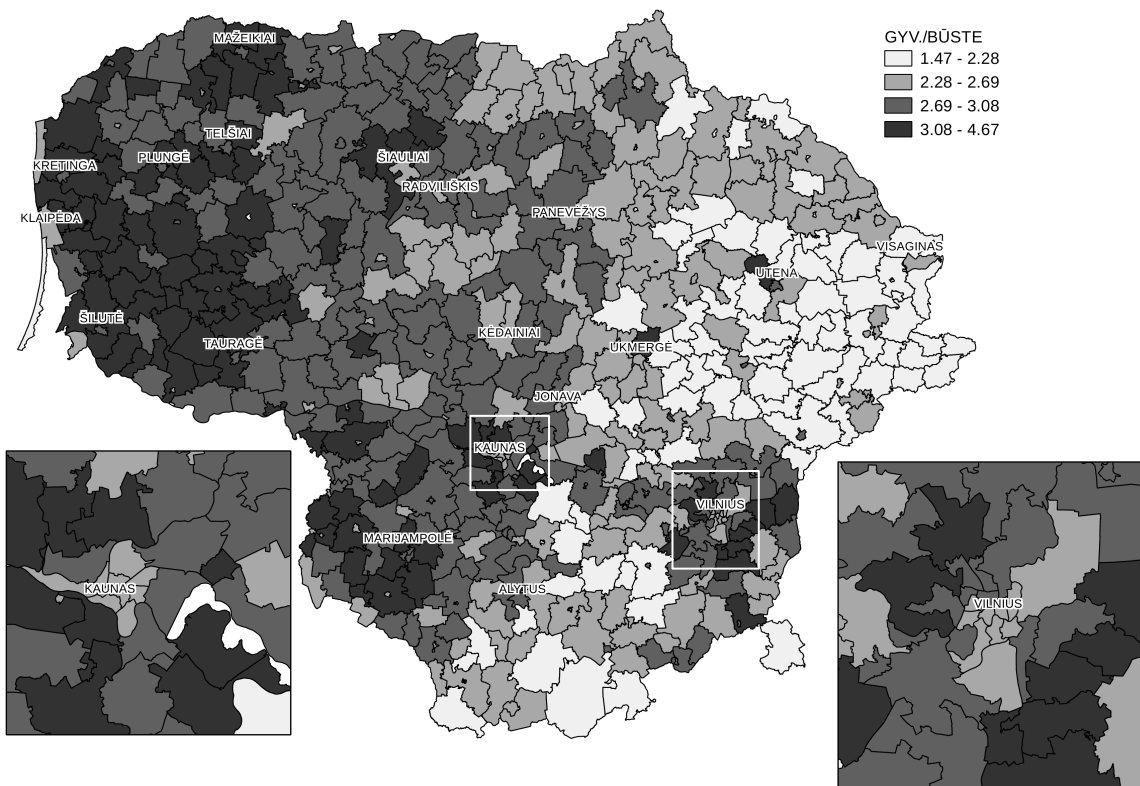 GYV./BŪSTE
1.47 - 2.28
2.28 - 2.69
2.69 - 3.08
3.08 - 4.67
MAŽEIKIAI
TELŠIAI
KRETINGA
PLUNGĖ
ŠIAULIAI
RADVILIŠKIS
KLAIPĖDA
PANEVĖŽYS
VISAGINAS
UTENA
ŠILUTĖ
TAURAGĖ
KĖDAINIAI
UKMERGĖ
JONAVA
KAUNAS
VILNIUS
MARIJAMPOLĖ
ALYTUS
KAUNAS
VILNIUS